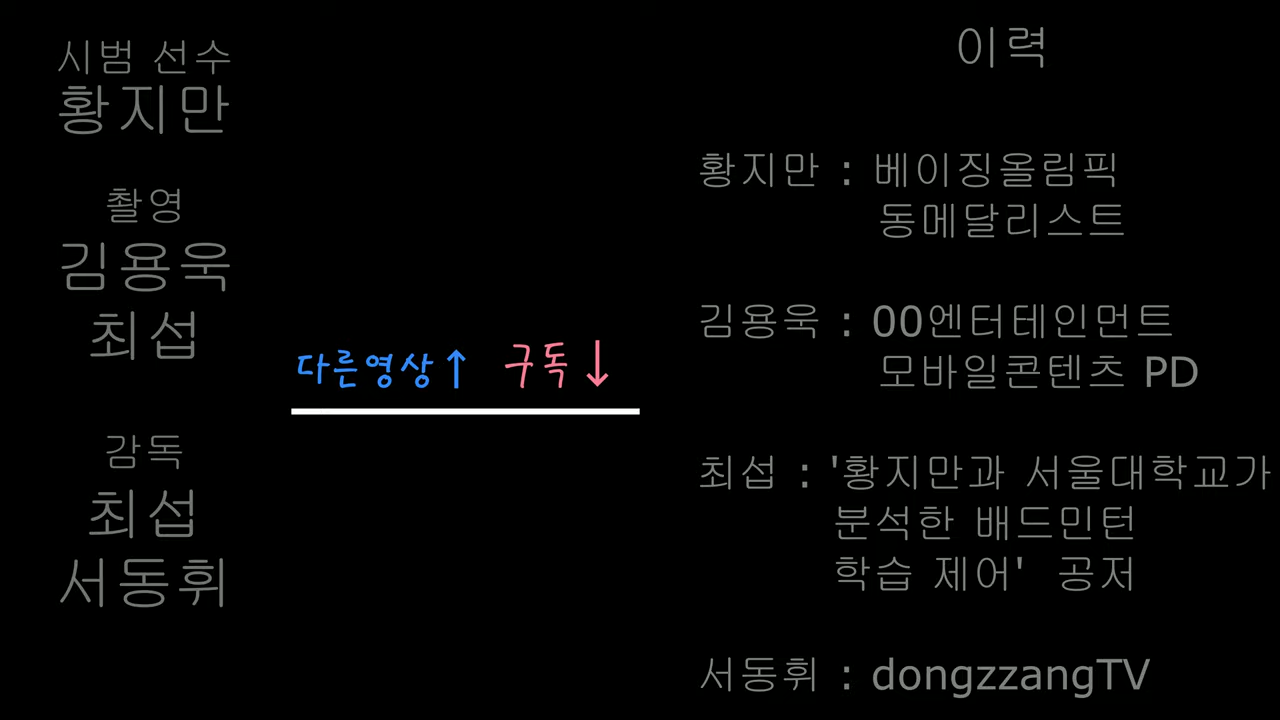 시범 선수
황지만
촬영
김용욱
최섭
감독
최섭
서동휘
다른영상↑ 구독↓
이력
황지만 : 베이징올림픽
동메달리스트
김용욱 : 00엔터테인먼트
모바일콘텐츠 PD
최섭 : '황지만과 서울대학교가
분석한 배드민턴
학습 제어' 공저
서동휘 : dongzzangTV